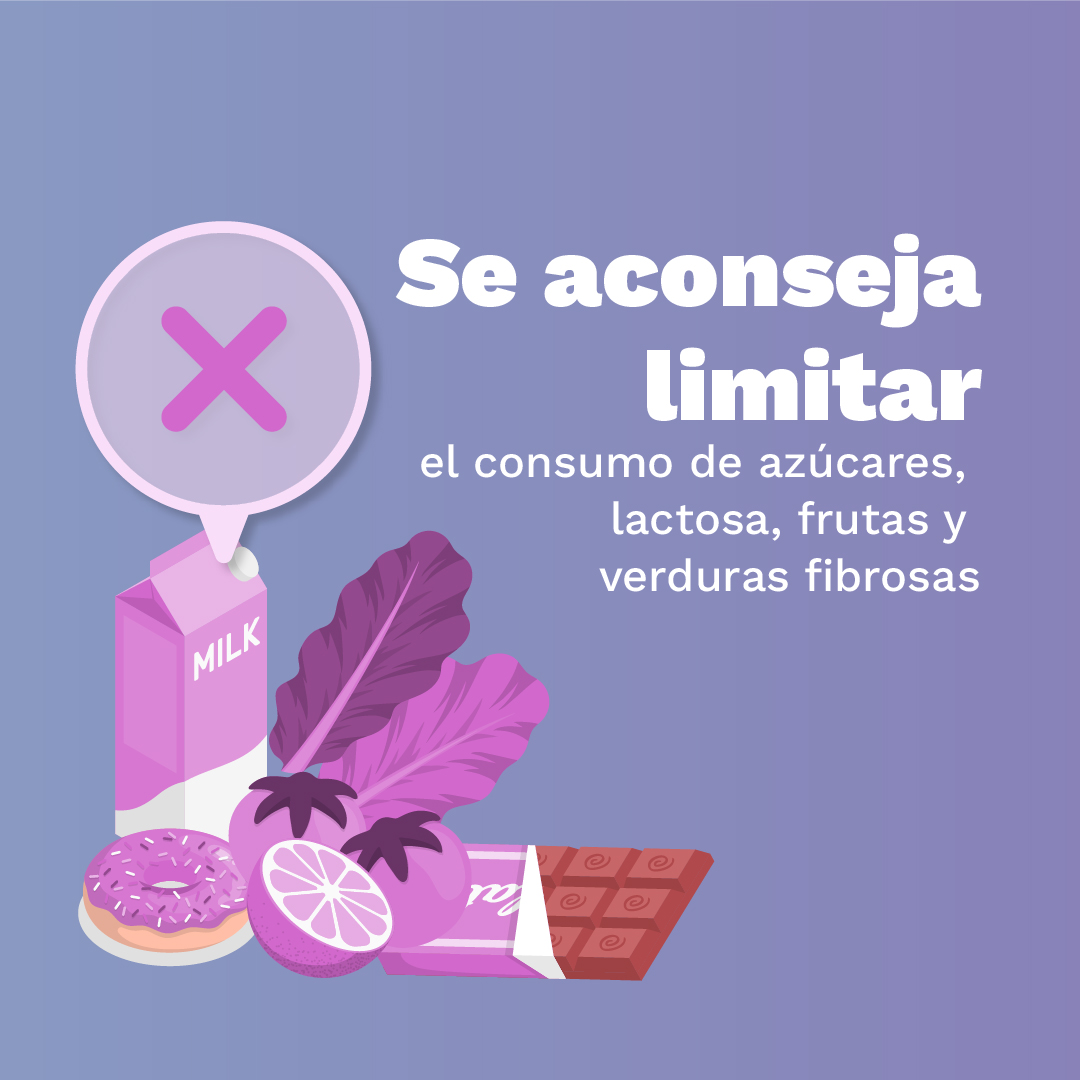 Se aconseja
limitar
el consumo de azúcares,
lactosa, frutas y
verduras fibrosas
MILK